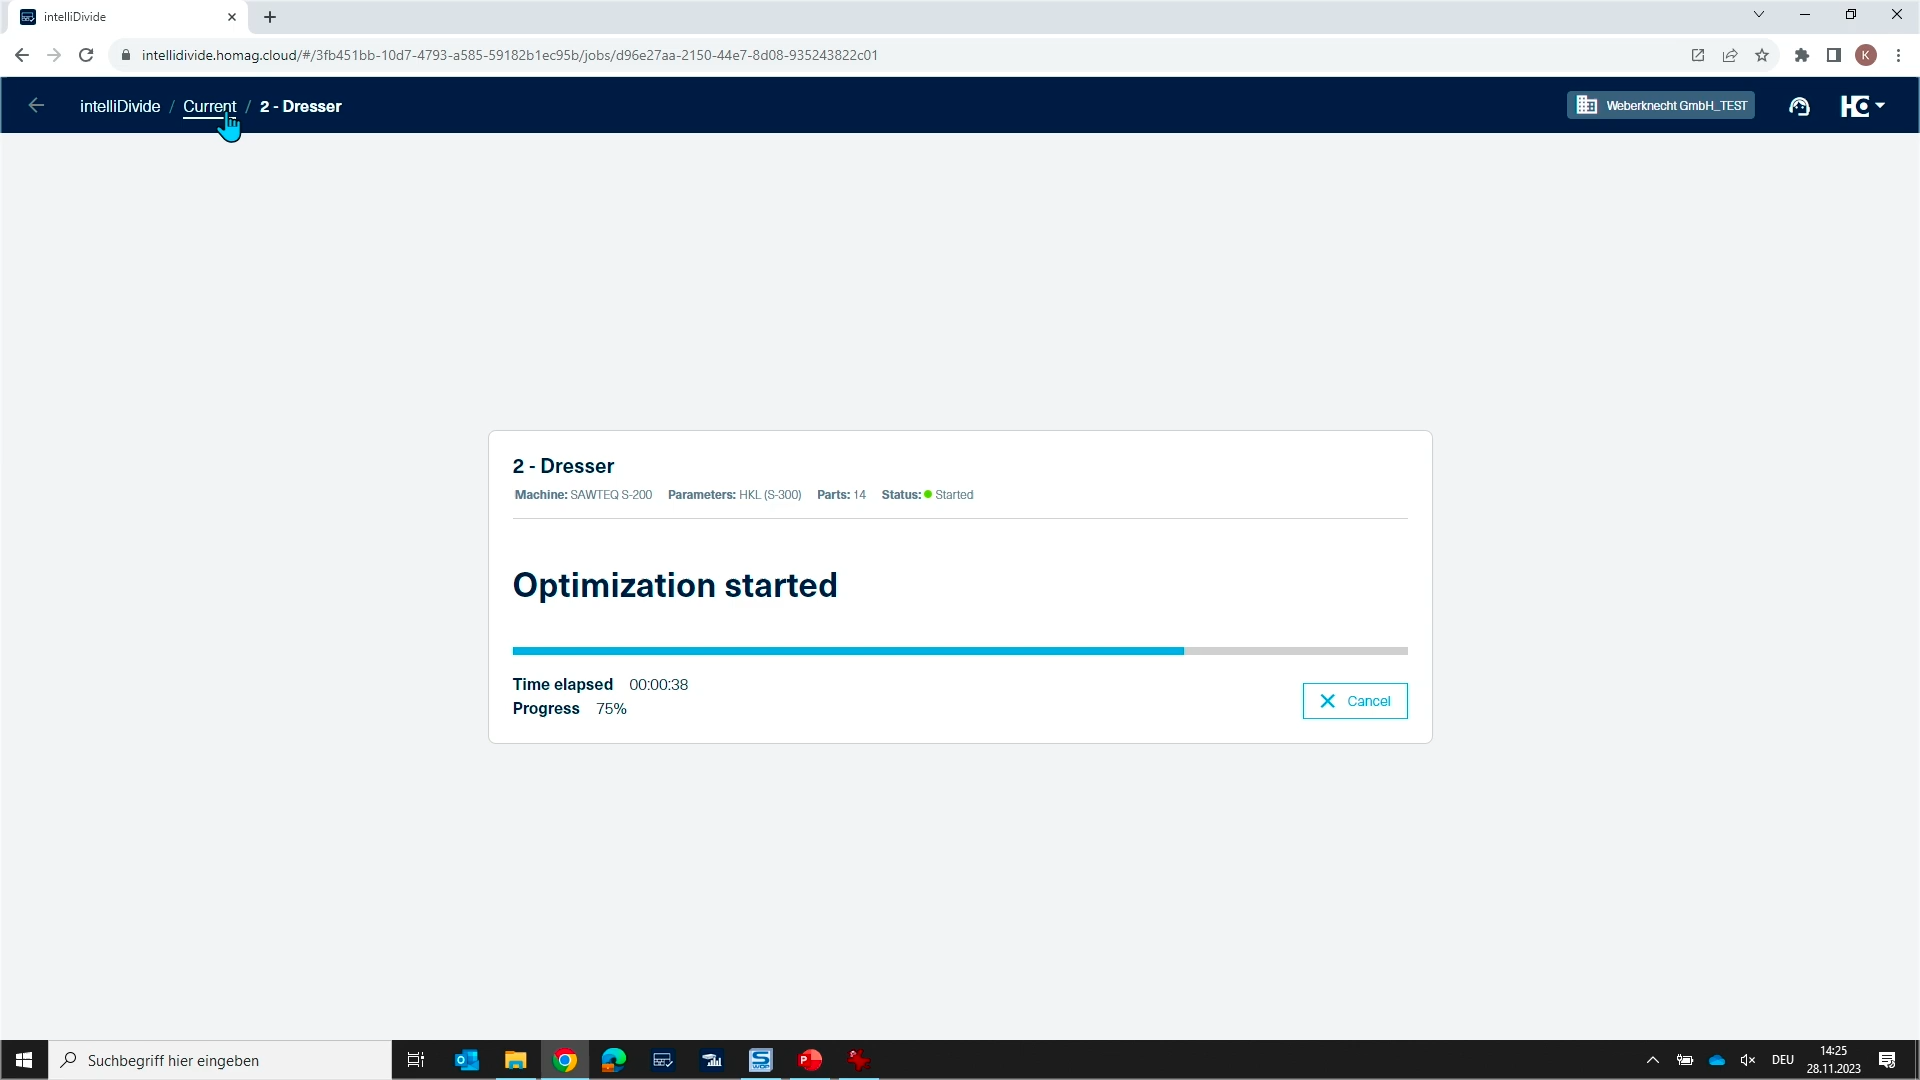 intelliDivide
intellidivide.homag.cloud/#/3fb451bb-10d7-4793-a585-59182b1ec95b/jobs/d96e27aa-2150-44e7-8d08-935243822c01
K
intelliDivide / Current / 2 - Dresser
Weberknecht GmbH_TEST
2 - Dresser
Machine: SAWTEQ S-200 Parameters: HKL (S-300) Parts: 14 Status: Started
Optimization started
Time elapsed 00:00:38
Progress 75%
Cancel
Suchbegriff hier eingeben
DEU
14:25
28.11.2023